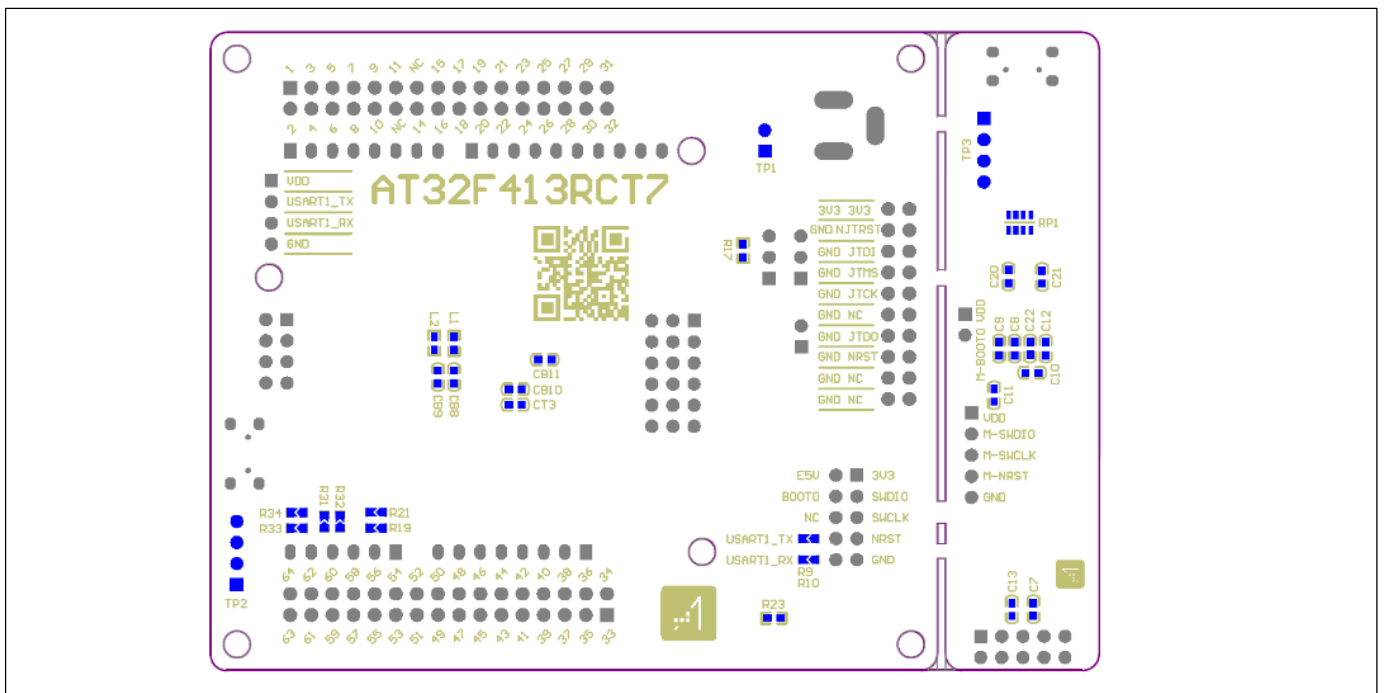 1 3 5 7 9 11 NC 15 17 19 21 23 25 27 29 31
2 4 6 8 10 NC 14 16 18 20 22 24 26 28 30 32
TP1
TP3
VDD
USART1_TX
USART1_RX
GND
AT32F413RCT7
R17
3V3 3V3
GND NJTRST
GND JTDI
GND JTMS
GND JTCK
GND NC
GND JTDO
GND NRST
GND NC
GND NC
RP1
C20
C21
L2
L1
CB9
CB8
CB11
CB10
CT3
M-BOOT0 VDD
C9
C8
C22
C12
C10
C11
VDD
M-SWDIO
M-SWCLK
M-NRST
GND
E5V 3V3
BOOT0 SWDIO
NC SWCLK
USART1_TX NRST
USART1_RX GND
R9
R10
R34
R33
R31
R32
R21
R19
TP2
64 62 60 58 56 54 52 50 48 46 44 42 40 38 36 34
63 61 59 57 55 53 51 49 47 45 43 41 39 37 35 33
R23
C13
C7